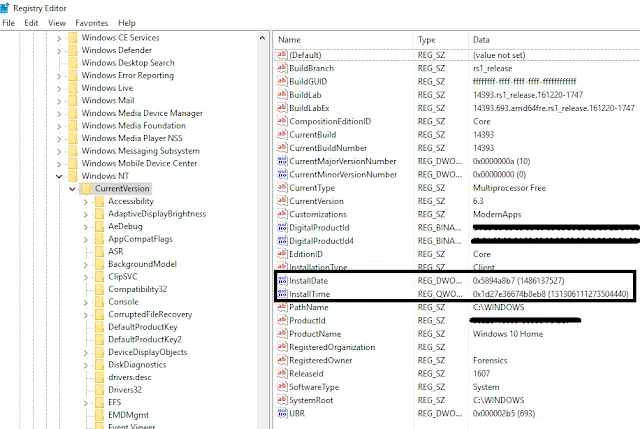 Registry Editor
File Edit View Favorites Help
Windows CE Services
Windows Defender
Windows Desktop Search
Windows Error Reporting
Windows Live
Windows Mail
Windows Media Device Manager
Windows Media Foundation
Windows Media Player NSS
Windows Messaging Subsystem
Windows Mobile Device Center
Windows NT
CurrentVersion
Accessibility
AdaptiveDisplayBrightness
AeDebug
AppCompatFlags
ASR
BackgroundModel
ClipSVC
Compatibility32
Console
CorruptedFileRecovery
DefaultProductKey
DefaultProductKey2
DeviceDisplayObjects
DiskDiagnostics
drivers.desc
Drivers32
EFS
EMDMgmt
Event Viewer
Name Type Data
(Default) REG_SZ (value not set)
BuildBranch REG_SZ rs1_release
BuildGUID REG_SZ ffffffff-ffff-ffff-ffff-ffffffffffff
BuildLab REG_SZ 14393.rs1_release.161220-1747
BuildLabEx REG_SZ 14393.693.amd64fre.rs1_release.161220-1747
CompositionEditionID REG_SZ Core
CurrentBuild REG_SZ 14393
CurrentBuildNumber REG_SZ 14393
CurrentMajorVersionNumber REG_DWO... 0x0000000a (10)
CurrentMinorVersionNumber REG_DWO... 0x00000000 (0)
CurrentType REG_SZ Multiprocessor Free
CurrentVersion REG_SZ 6.3
Customizations REG_SZ ModernApps
DigitalProductId REG_BINA...
DigitalProductId4 REG_BINA...
EditionID REG_SZ Core
InstallationType REG_SZ Client
InstallDate REG_DWO... 0x5894a8b7 (1486137527)
InstallTime REG_QWO... 0x1d27e36674b8eb8 (131306111273504440)
PathName REG_SZ C:\WINDOWS
ProductId REG_SZ
ProductName REG_SZ Windows 10 Home
RegisteredOrganization REG_SZ
RegisteredOwner REG_SZ Forensics
ReleaseId REG_SZ 1607
SoftwareType REG_SZ System
SystemRoot REG_SZ C:\WINDOWS
UBR REG_DWO... 0x000002b5 (693)